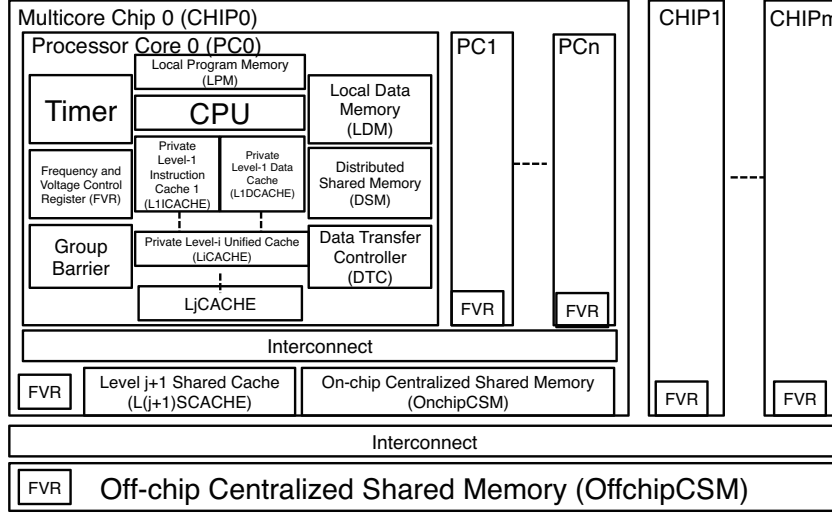 Multicore Chip 0 (CHIP0)
Processor Core 0 (PC0)
Local Program Memory
(LPM)
Timer
CPU
Local Data
Memory
(LDM)
Frequency and
Voltage Control
Register (FVR)
Private
Level-1
Instruction
Cache 1
(L1ICACHE)
Private
Level-1 Data
Cache
(L1DCACHE)
Distributed
Shared Memory
(DSM)
Group
Barrier
Private Level-i Unified Cache
(LiCACHE)
Data Transfer
Controller
(DTC)
LjCACHE
PC1
FVR
PCn
FVR
Interconnect
FVR
Level j+1 Shared Cache
(L(j+1)SCACHE)
On-chip Centralized Shared Memory
(OnchipCSM)
CHIP1
FVR
CHIPm
FVR
Interconnect
FVR
Off-chip Centralized Shared Memory (OffchipCSM)